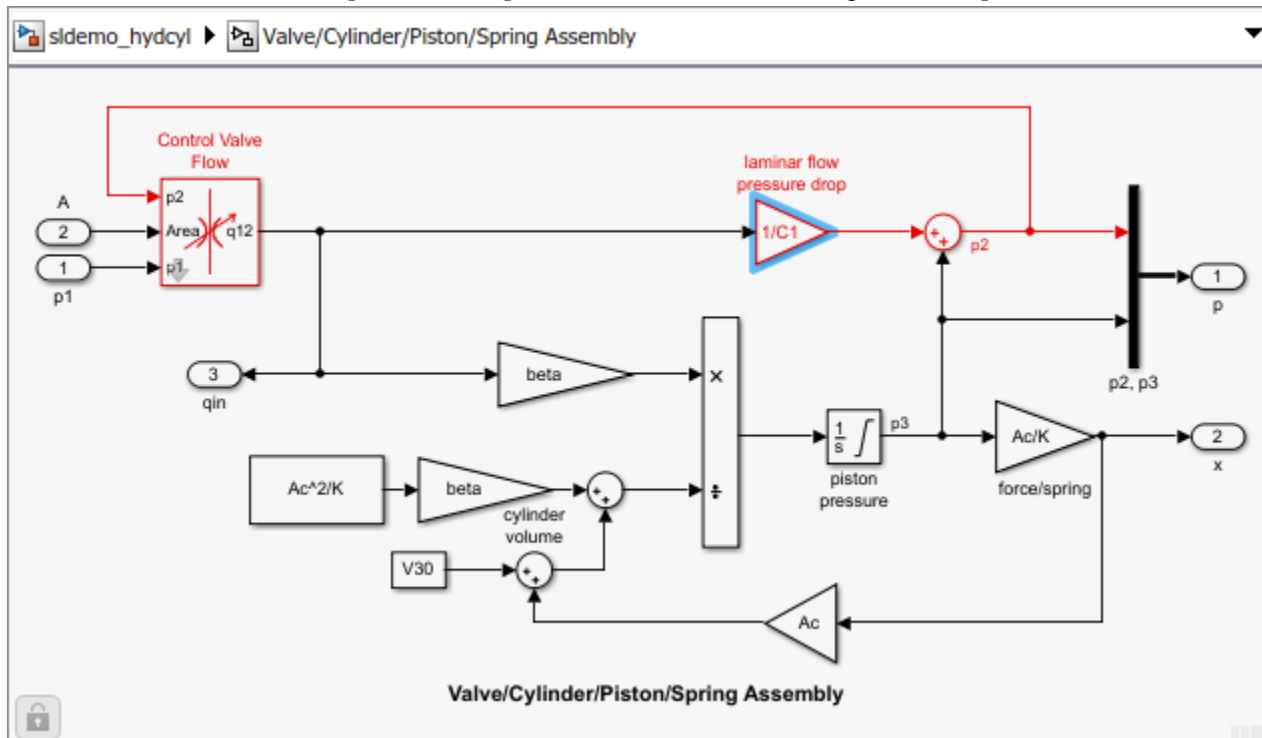 sldemo_hydcyl Valve/Cylinder/Piston/Spring Assembly
Control Valve
Flow
laminar flow
pressure drop
A
2
1
p1
p2
Area q12
p1
1/C1
+
+
p2
1
p
p2, p3
3
qin
beta
×
÷
1
s
p3
piston
pressure
Ac/K
force/spring
2
x
Ac^2/K
beta
+
+
cylinder
volume
V30
+
+
Ac
Valve/Cylinder/Piston/Spring Assembly